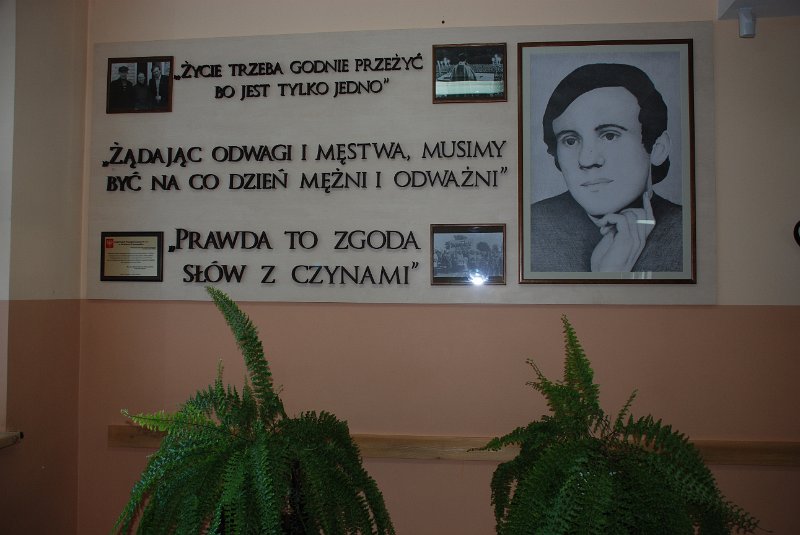 „ŻYCIE TRZEBA GODNIE PRZEŻYĆ
BO JEST TYLKO JEDNO”
„ŻĄDAJĄC ODWAGI I MĘSTWA, MUSIMY
BYĆ NA CO DZIEŃ MĘŻNI I ODWAŻNI”
„PRAWDA TO ZGODA
SŁÓW Z CZYNAMI”